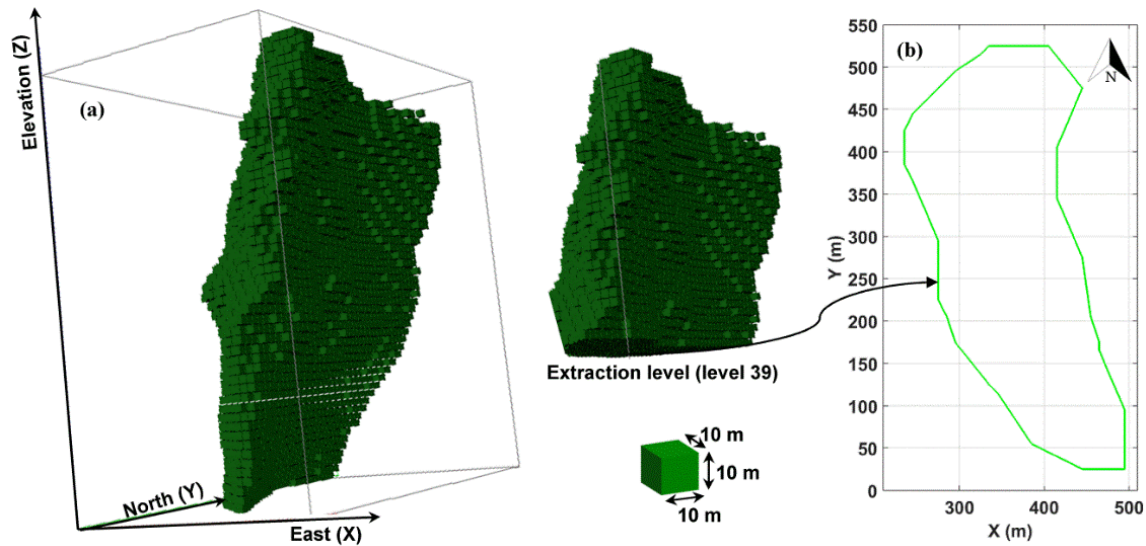 Elevation (Z)
(a)
North (Y)
East (X)
Extraction level (level 39)
10 m
10 m
10 m
(b)
N
Y (m)
550
500
450
400
350
300
250
200
150
100
50
0
300
400
500
X (m)